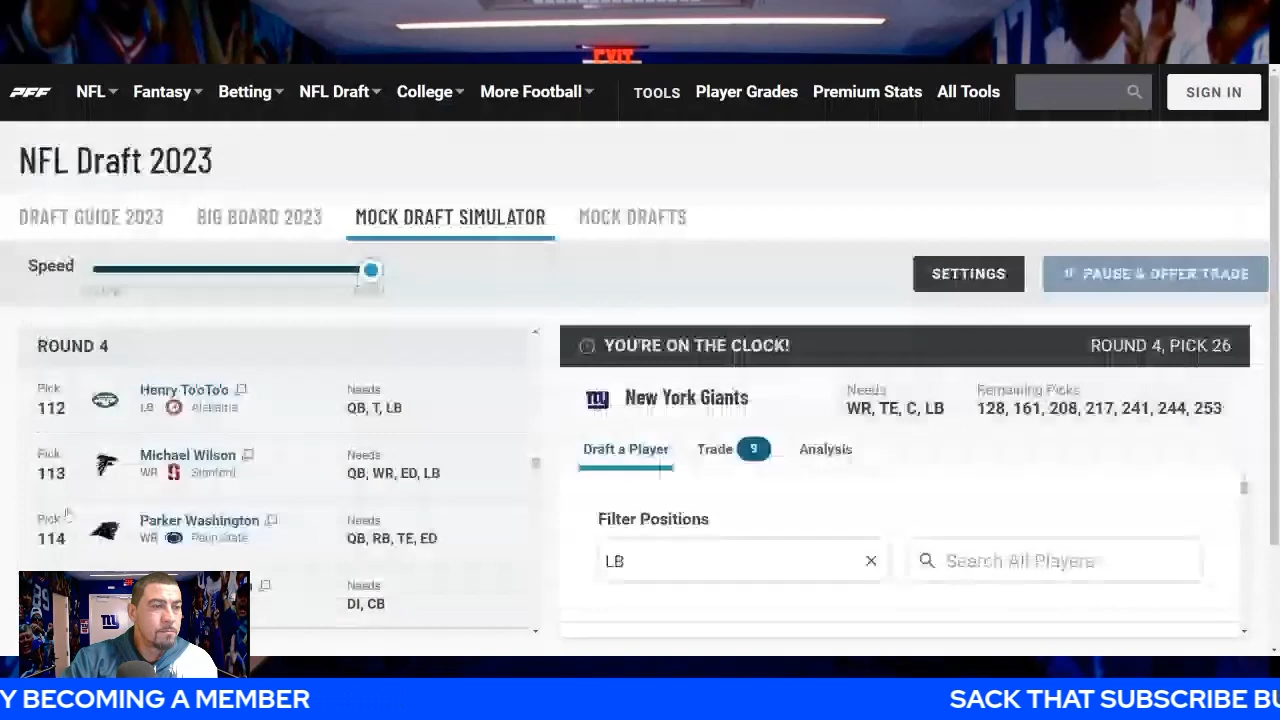 EXIT
PFF NFL Fantasy Betting NFL Draft College More Football TOOLS Player Grades Premium Stats All Tools SIGN IN
NFL Draft 2023
DRAFT GUIDE 2023 BIG BOARD 2023 MOCK DRAFT SIMULATOR MOCK DRAFTS
Speed
SETTINGS PAUSE & OFFER TRADE
ROUND 4
Pick Henry To'oTo'o Needs
112 LB Alabama QB, T, LB
Pick Michael Wilson Needs
113 WR Stanford QB, WR, ED, LB
Pick Parker Washington Needs
114 WR Penn State QB, RB, TE, ED
Needs
DI, CB
YOU'RE ON THE CLOCK! ROUND 4, PICK 26
ny New York Giants Needs Remaining Picks
WR, TE, C, LB 128, 161, 208, 217, 241, 244, 253
Draft a Player Trade 9 Analysis
Filter Positions
LB Search All Players
ny
Y BECOMING A MEMBER SACK THAT SUBSCRIBE BU